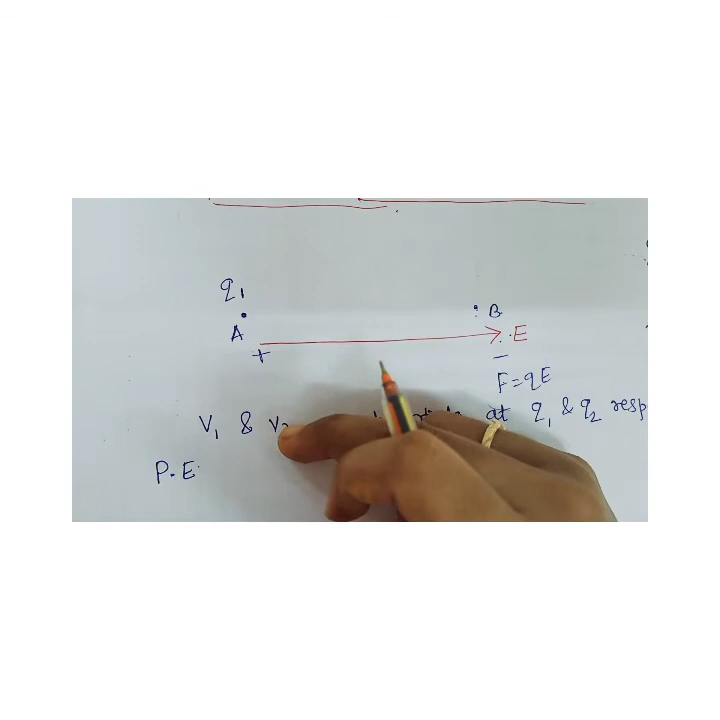 q₁
A
B
+
–
E
F = qE
V₁ & V₂ at q₁ & q₂ resp
P.E